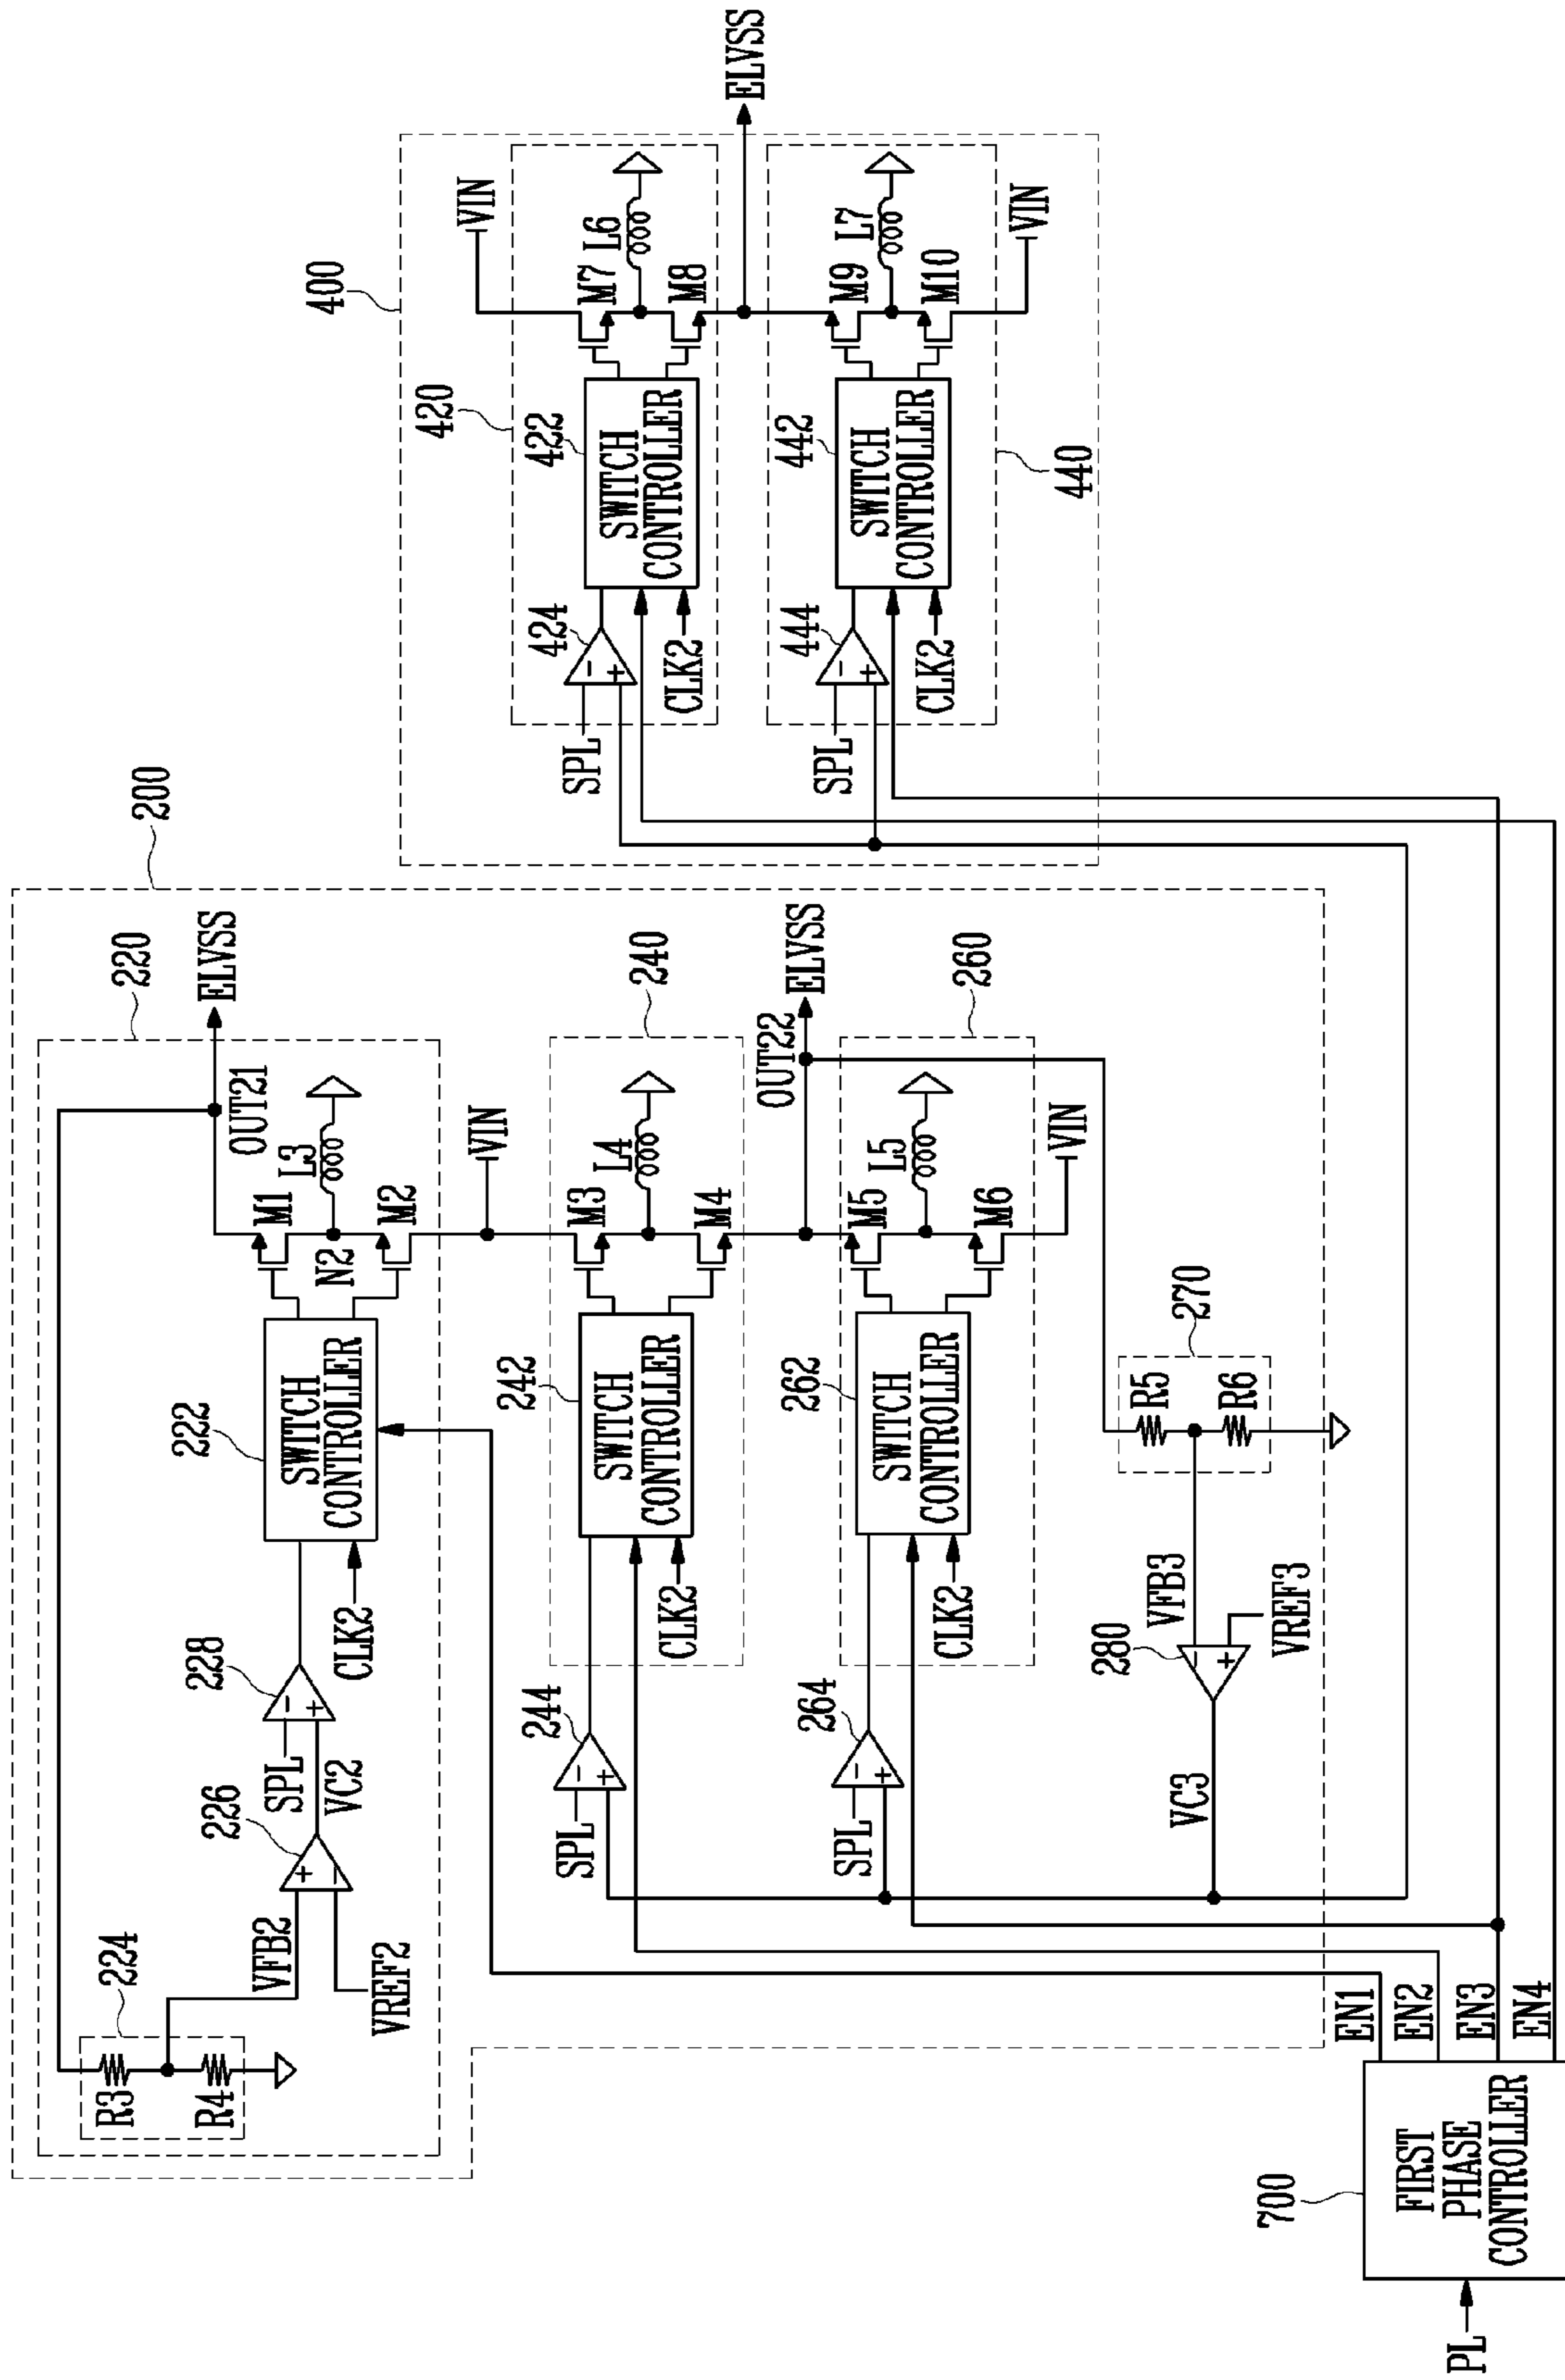 200
220
224
R3
R4
VFB2
VREF2
226
+
-
VC2
SPL
228
-
+
CLK2
222
SWITCH
CONTROLLER
M1
N2
M2
L3
OUT21
ELVSS
VIN
240
244
SPL
-
+
CLK2
242
SWITCH
CONTROLLER
M3
L4
M4
OUT22
ELVSS
260
264
SPL
-
+
CLK2
262
SWITCH
CONTROLLER
M5
L5
M6
VIN
270
R5
R6
VFB3
VREF3
280
-
+
VC3
400
420
SPL
424
-
+
CLK2
422
SWITCH
CONTROLLER
VIN
M7
L6
M8
ELVSS
440
SPL
444
-
+
CLK2
442
SWITCH
CONTROLLER
M9
L7
M10
VIN
PL
700
FIRST
PHASE
CONTROLLER
EN1
EN2
EN3
EN4